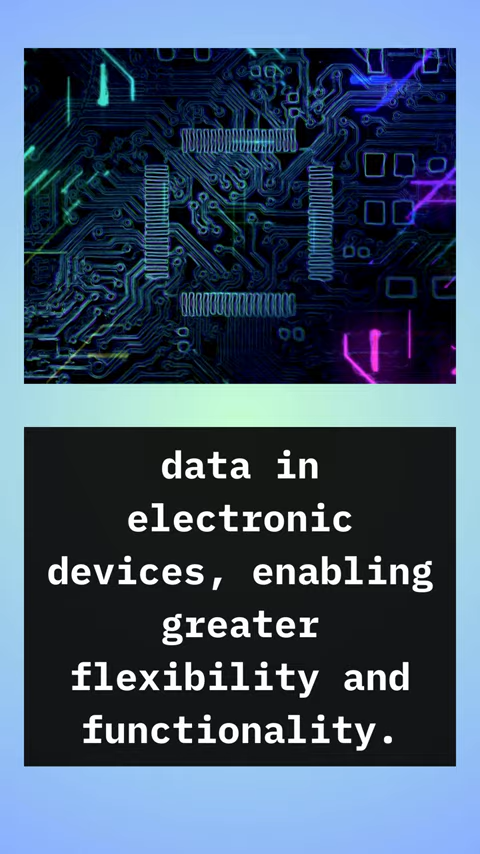 data in
electronic
devices, enabling
greater
flexibility and
functionality.